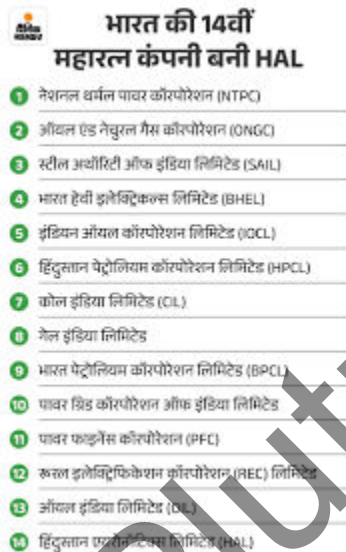 दैनिक भास्कर
भारत की 14वीं
महारत्न कंपनी बनी HAL
1 नेशनल थर्मल पावर कॉरपोरेशन (NTPC)
2 ऑयल एंड नेचुरल गैस कॉरपोरेशन (ONGC)
3 स्टील अथॉरिटी ऑफ इंडिया लिमिटेड (SAIL)
4 भारत हेवी इलेक्ट्रिकल्स लिमिटेड (BHEL)
5 इंडियन ऑयल कॉरपोरेशन लिमिटेड (IOCL)
6 हिंदुस्तान पेट्रोलियम कॉरपोरेशन लिमिटेड (HPCL)
7 कोल इंडिया लिमिटेड (CIL)
8 गेल इंडिया लिमिटेड
9 भारत पेट्रोलियम कॉरपोरेशन लिमिटेड (BPCL)
10 पावर ग्रिड कॉरपोरेशन ऑफ इंडिया लिमिटेड
11 पावर फाइनेंस कॉरपोरेशन (PFC)
12 रूरल इलेक्ट्रिफिकेशन कॉरपोरेशन (REC) लिमिटेड
13 ऑयल इंडिया लिमिटेड (OIL)
14 हिंदुस्तान एयरोनॉटिक्स लिमिटेड (HAL)